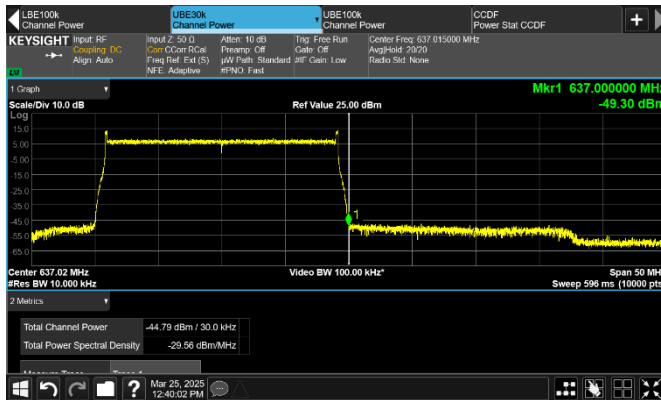 LBE100k
Channel Power
UBE30k
Channel Power
UBE100k
Channel Power
CCDF
Power Stat CCDF
KEYSIGHT
Input: RF
Coupling: DC
Align: Auto
Input Z: 50 Ω
Corr CCorr RCal
Freq Ref: Ext (S)
NFE: Adaptive
Atten: 10 dB
Preamp: Off
µW Path: Standard
#PNO: Fast
Trig: Free Run
Gate: Off
#IF Gain: Low
Center Freq: 637.015000 MHz
Avg|Hold: 20/20
Radio Std: None
1 Graph
Mkr1 637.000000 MHz
-49.30 dBm
Scale/Div 10.0 dB
Ref Value 25.00 dBm
Log
15.0
5.00
-5.00
-15.0
-25.0
-35.0
-45.0
-55.0
-65.0
1
Center 637.02 MHz
Video BW 100.00 kHz*
Span 50 MH
#Res BW 10.000 kHz
Sweep 596 ms (10000 pts
2 Metrics
Total Channel Power
-44.79 dBm / 30.0 kHz
Total Power Spectral Density
-29.56 dBm/MHz
Mar 25, 2025
12:40:02 PM